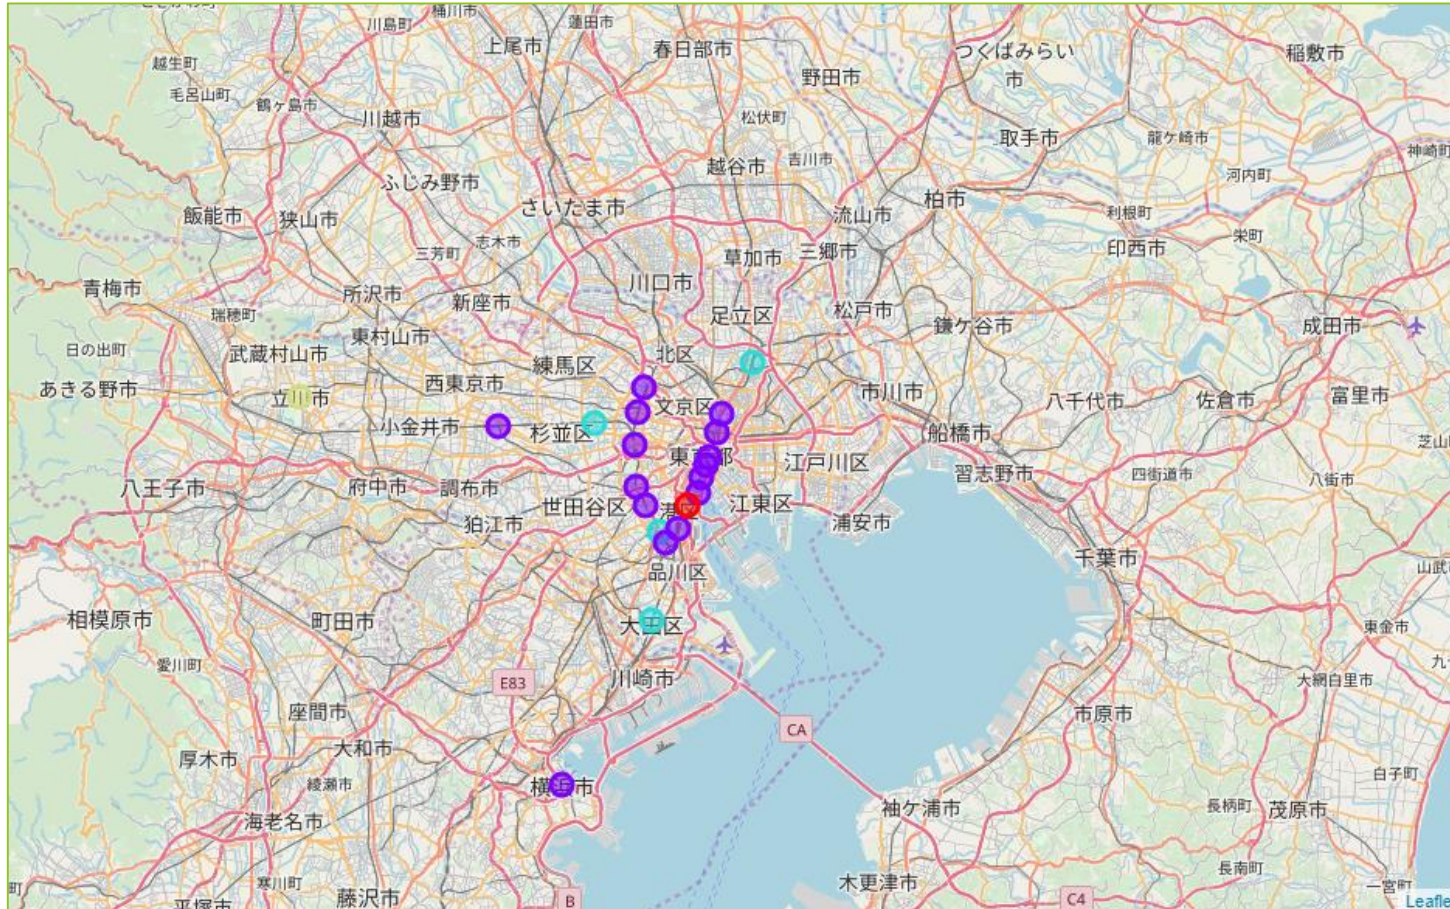 桶川市
川島町
蓮田市
上尾市
春日部市
つくばみらい
市
稲敷市
越生町
野田市
毛呂山町
鶴ヶ島市
川越市
松伏町
取手市
龍ケ崎市
神崎町
越谷市
吉川市
河内町
ふじみ野市
柏市
飯能市
狭山市
さいたま市
流山市
利根町
三芳町
志木市
草加市
三郷市
印西市
栄町
青梅市
所沢市
新座市
川口市
瑞穂町
足立区
松戸市
鎌ケ谷市
成田市
日の出町
武蔵村山市
東村山市
練馬区
北区
あきる野市
立川市
西東京市
文京区
市川市
八千代市
佐倉市
富里市
小金井市
杉並区
船橋市
東京都
江戸川区
習志野市
四街道市
八街市
八王子市
府中市
調布市
世田谷区
港区
江東区
狛江市
浦安市
千葉市
品川区
相模原市
町田市
大田区
東金市
愛川町
川崎市
大網白里市
E83
座間市
市原市
CA
厚木市
大和市
綾瀬市
横浜市
白子町
海老名市
袖ケ浦市
長柄町
茂原市
長南町
寒川町
藤沢市
木更津市
一宮町
B
C4